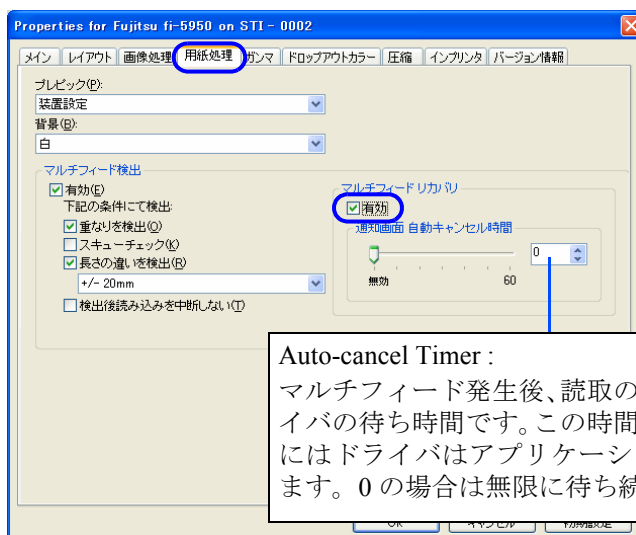 Properties for Fujitsu fi-5950 on STI - 0002
メイン レイアウト 画像処理 用紙処理 ガンマ ドロップアウトカラー 圧縮 インプリンタ バージョン情報
プレピック(P):
装置設定
背景(B):
白
マルチフィード検出
有効(E)
下記の条件にて検出:
重なりを検出(O)
スキューチェック(K)
長さの違いを検出(R)
+/- 20mm
検出後読み込みを中断しない(T)
マルチフィードリカバリ
有効
通知画面 自動キャンセル時間
0
無効 60
Auto-cancel Timer :
マルチフィード発生後、読取の
イバの待ち時間です。この時間
にはドライバはアプリケーシ
ます。0 の場合は無限に待ち続
OK キャンセル 初期設定